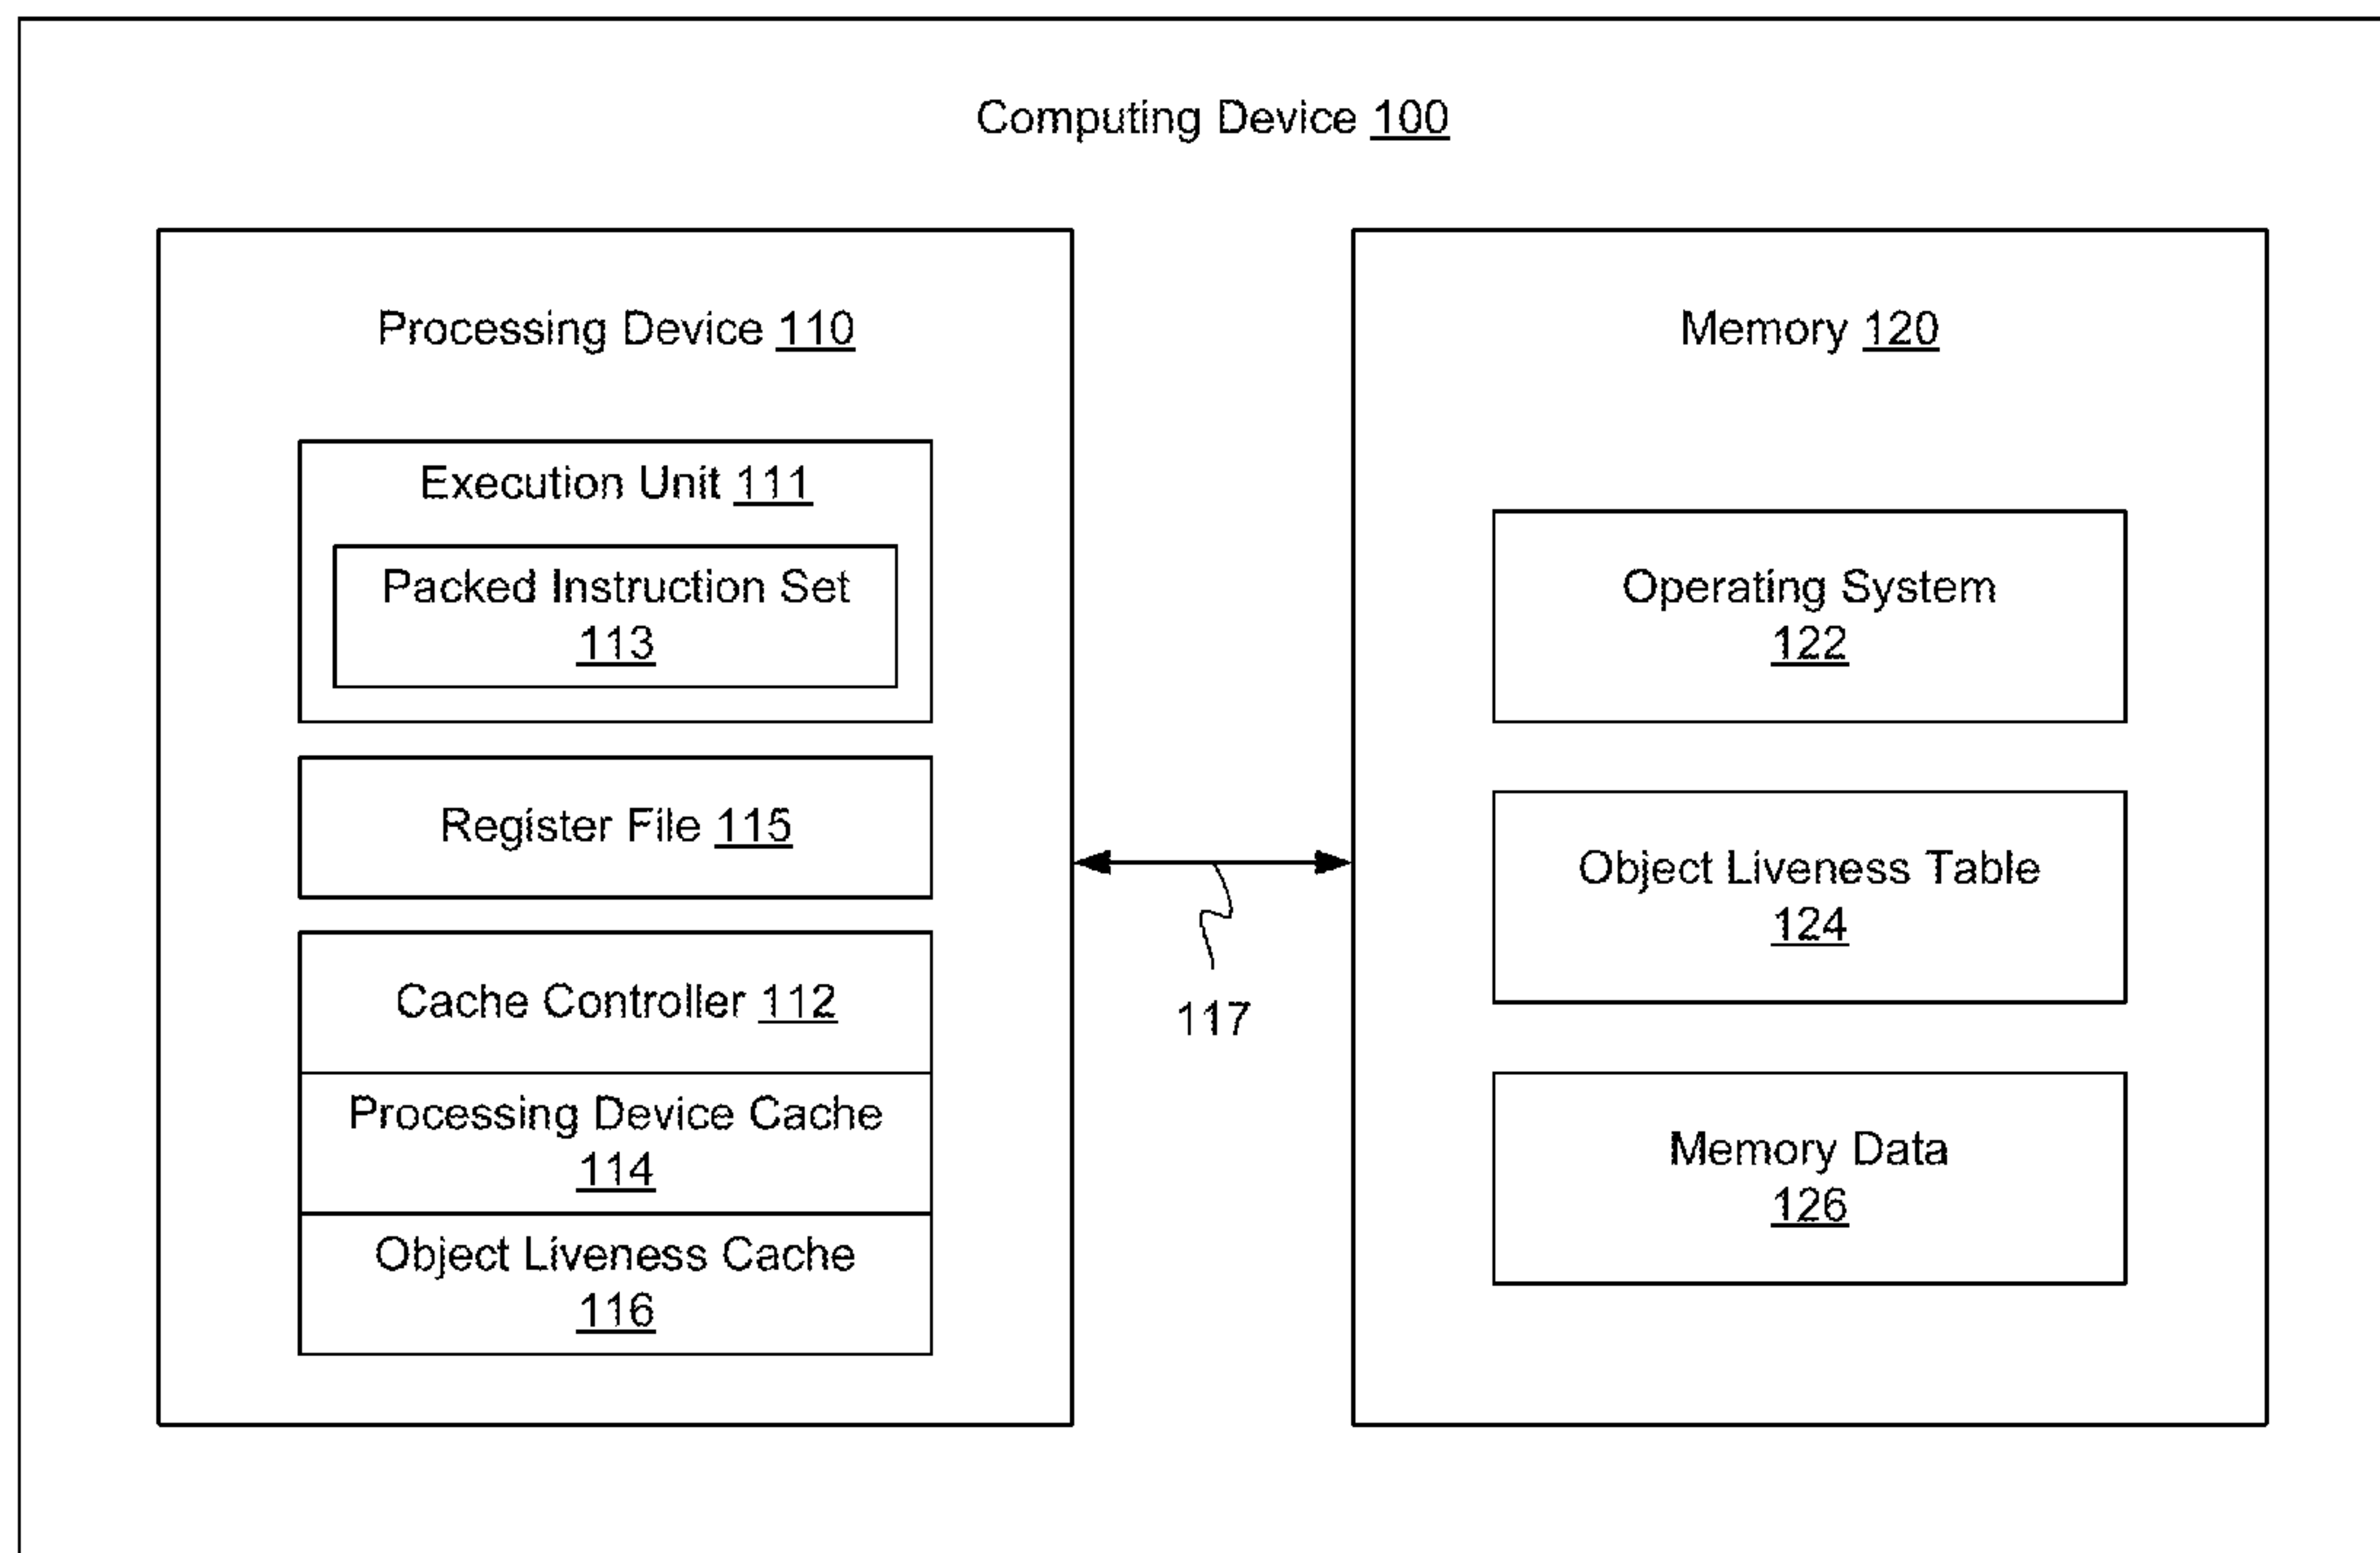 Computing Device 100
Processing Device 110
Execution Unit 111
Packed Instruction Set
113
Register File 115
Cache Controller 112
Processing Device Cache
114
Object Liveness Cache
116
117
Memory 120
Operating System
122
Object Liveness Table
124
Memory Data
126